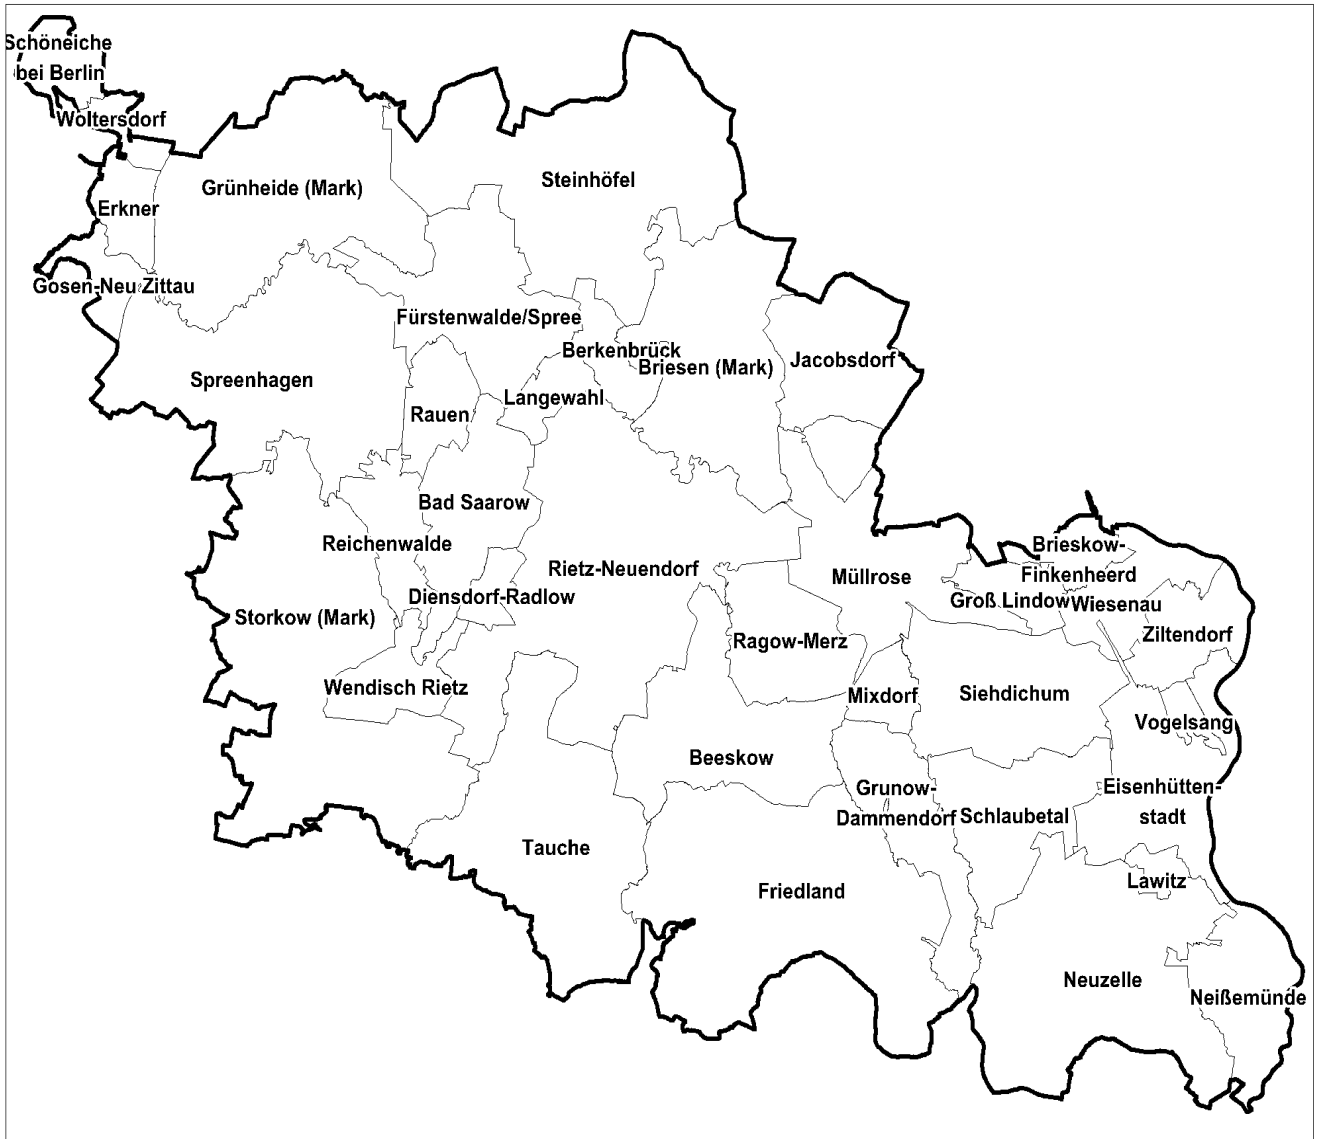 Schöneiche
bei Berlin
Woltersdorf
Grünheide (Mark)
Steinhöfel
Erkner
Gosen-Neu Zittau
Fürstenwalde/Spree
Berkenbrück
Briesen (Mark)
Jacobsdorf
Spreenhagen
Langewahl
Rauen
Bad Saarow
Reichenwalde
Brieskow-
Finkenheerd
Rietz-Neuendorf
Müllrose
Diensdorf-Radlow
Groß Lindow
Wiesenau
Storkow (Mark)
Ziltendorf
Ragow-Merz
Wendisch Rietz
Mixdorf
Siehdichum
Vogelsang
Beeskow
Grunow-
Dammendorf
Eisenhütten-
stadt
Schlaubetal
Tauche
Lawitz
Friedland
Neuzelle
Neißemünde